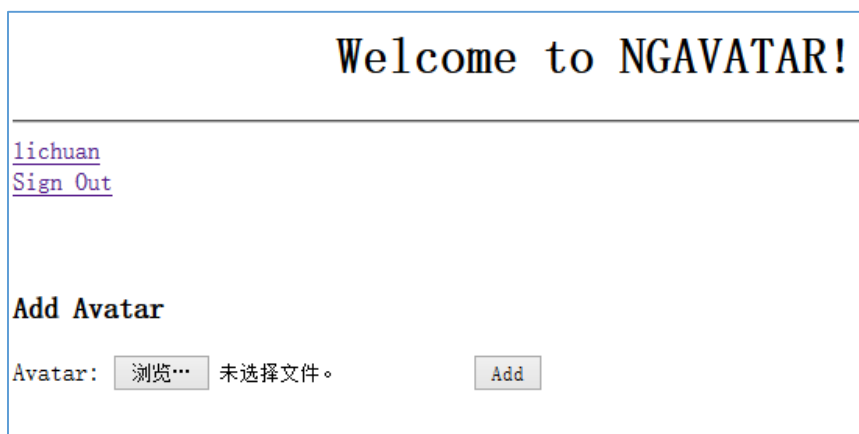 Welcome to NGAVATAR!
lichuan
Sign Out
Add Avatar
Avatar: 浏览… 未选择文件。 Add